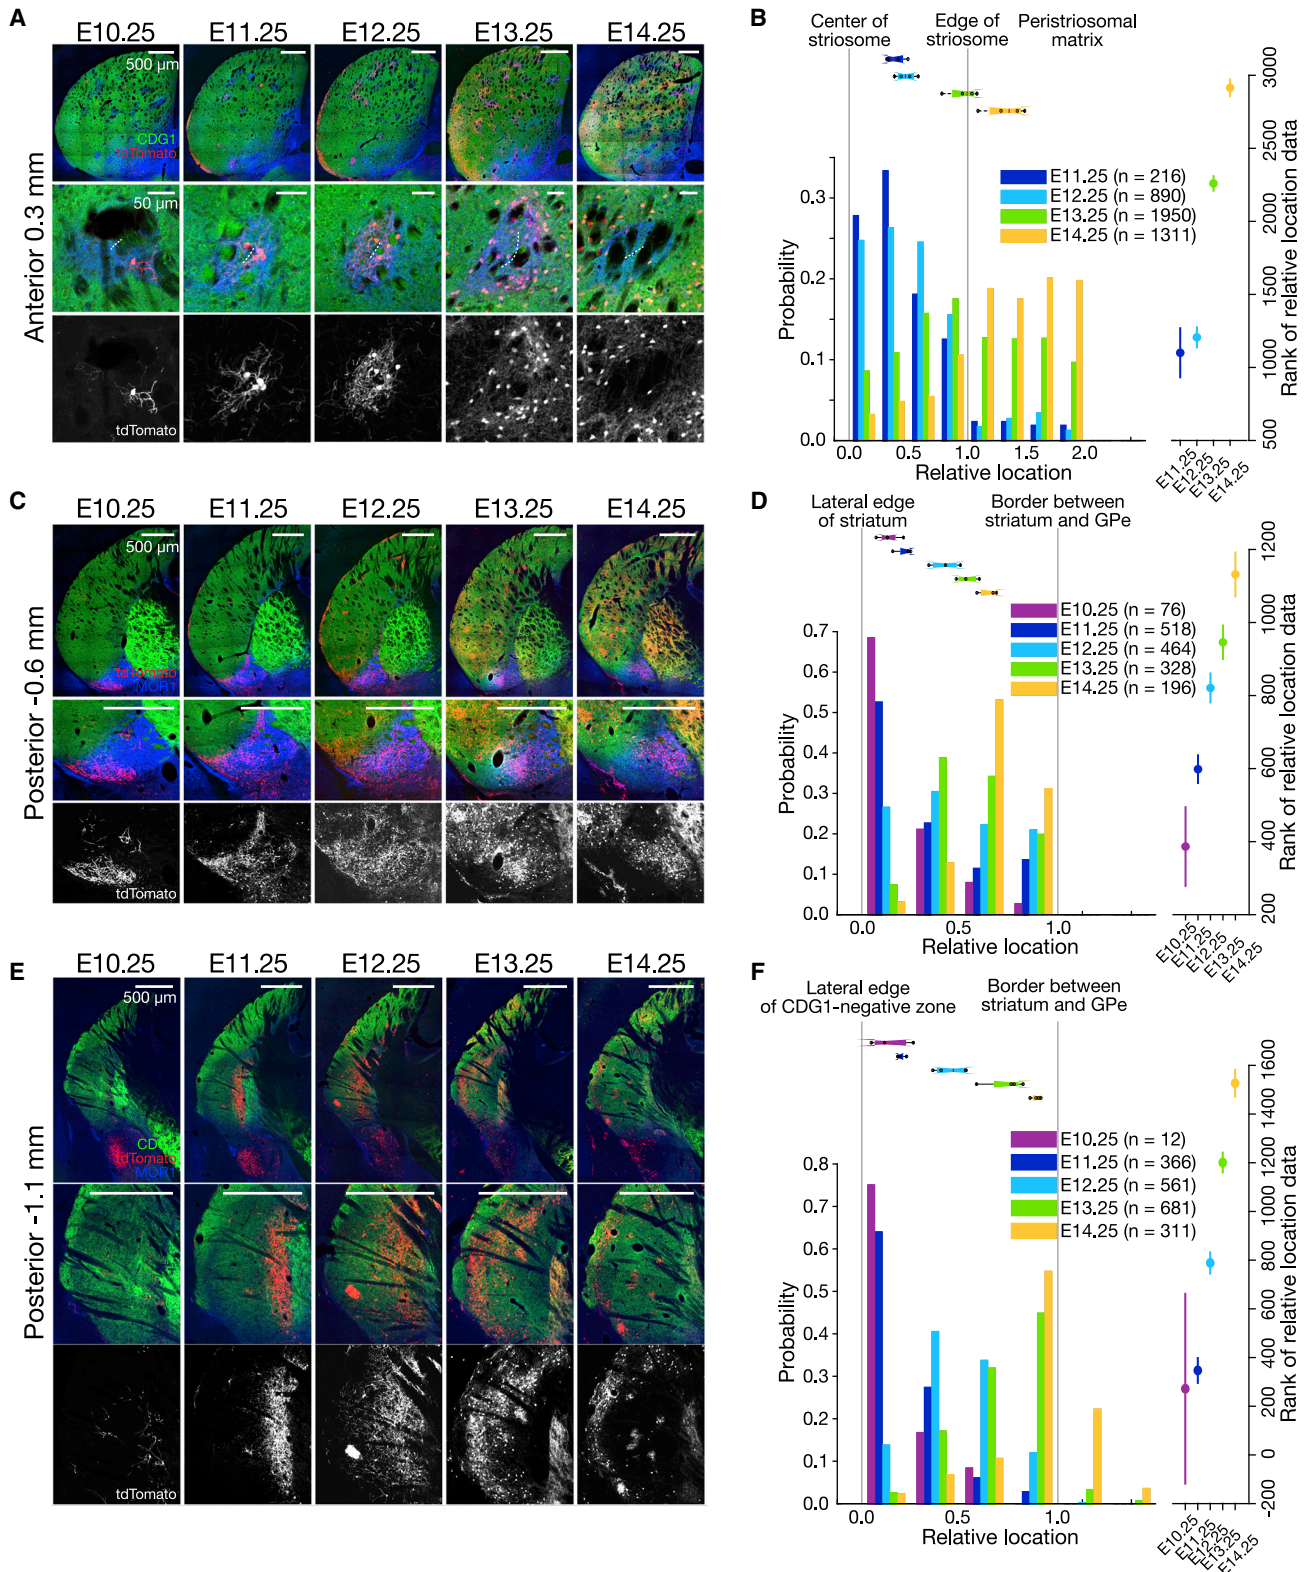 A
E10.25 E11.25 E12.25 E13.25 E14.25
500 µm
CDG1
tdTomato
50 µm
tdTomato
Anterior 0.3 mm
B
Center of striosome
Edge of striosome
Peristriosomal matrix
E11.25 (n = 216)
E12.25 (n = 890)
E13.25 (n = 1950)
E14.25 (n = 1311)
Probability
0.3
0.2
0.1
0.0
0.0 0.5 1.0 1.5 2.0
Relative location
3000
2500
2000
1500
1000
500
Rank of relative location data
E11.25
E12.25
E13.25
E14.25
C
E10.25 E11.25 E12.25 E13.25 E14.25
500 µm
tdTomato
MOR1
tdTomato
Posterior -0.6 mm
D
Lateral edge of striatum
Border between striatum and GPe
E10.25 (n = 76)
E11.25 (n = 518)
E12.25 (n = 464)
E13.25 (n = 328)
E14.25 (n = 196)
Probability
0.7
0.6
0.5
0.4
0.3
0.2
0.1
0.0
0.0 0.5 1.0
Relative location
1200
1000
800
600
400
200
Rank of relative location data
E10.25
E11.25
E12.25
E13.25
E14.25
E
E10.25 E11.25 E12.25 E13.25 E14.25
500 µm
tdTomato
MOR1
tdTomato
Posterior -1.1 mm
F
Lateral edge of CDG1-negative zone
Border between striatum and GPe
E10.25 (n = 12)
E11.25 (n = 366)
E12.25 (n = 561)
E13.25 (n = 681)
E14.25 (n = 311)
Probability
0.8
0.7
0.6
0.5
0.4
0.3
0.2
0.1
0.0
0.0 0.5 1.0
Relative location
1600
1400
1200
1000
800
600
400
200
0
-200
Rank of relative location data
E10.25
E11.25
E12.25
E13.25
E14.25